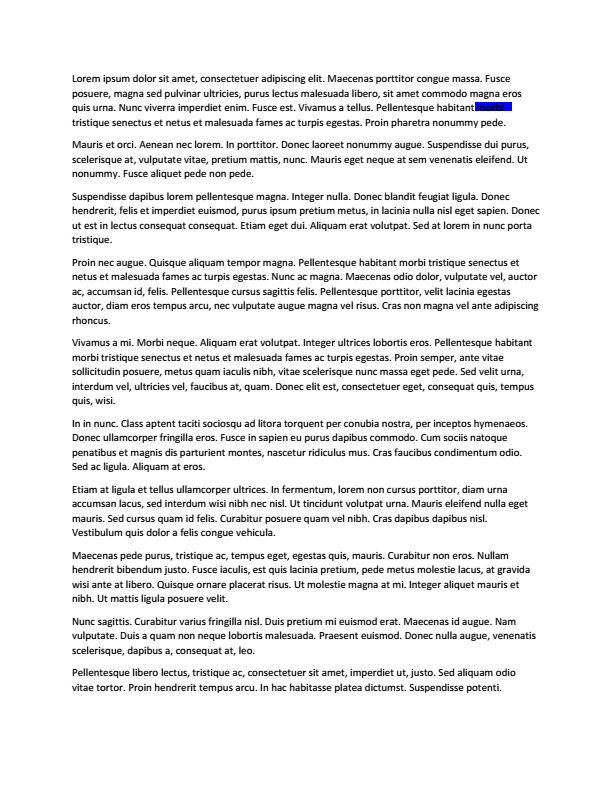 Lorem ipsum dolor sit amet, consectetuer adipiscing elit. Maecenas porttitor congue massa. Fusce
posuere, magna sed pulvinar ultricies, purus lectus malesuada libero, sit amet commodo magna eros
quis urna. Nunc viverra imperdiet enim. Fusce est. Vivamus a tellus. Pellentesque habitant morbi
tristique senectus et netus et malesuada fames ac turpis egestas. Proin pharetra nonummy pede.
Mauris et orci. Aenean nec lorem. In porttitor. Donec laoreet nonummy augue. Suspendisse dui purus,
scelerisque at, vulputate vitae, pretium mattis, nunc. Mauris eget neque at sem venenatis eleifend. Ut
nonummy. Fusce aliquet pede non pede.
Suspendisse dapibus lorem pellentesque magna. Integer nulla. Donec blandit feugiat ligula. Donec
hendrerit, felis et imperdiet euismod, purus ipsum pretium metus, in lacinia nulla nisl eget sapien. Donec
ut est in lectus consequat consequat. Etiam eget dui. Aliquam erat volutpat. Sed at lorem in nunc porta
tristique.
Proin nec augue. Quisque aliquam tempor magna. Pellentesque habitant morbi tristique senectus et
netus et malesuada fames ac turpis egestas. Nunc ac magna. Maecenas odio dolor, vulputate vel, auctor
ac, accumsan id, felis. Pellentesque cursus sagittis felis. Pellentesque porttitor, velit lacinia egestas
auctor, diam eros tempus arcu, nec vulputate augue magna vel risus. Cras non magna vel ante adipiscing
rhoncus.
Vivamus a mi. Morbi neque. Aliquam erat volutpat. Integer ultrices lobortis eros. Pellentesque habitant
morbi tristique senectus et netus et malesuada fames ac turpis egestas. Proin semper, ante vitae
sollicitudin posuere, metus quam iaculis nibh, vitae scelerisque nunc massa eget pede. Sed velit urna,
interdum vel, ultricies vel, faucibus at, quam. Donec elit est, consectetuer eget, consequat quis, tempus
quis, wisi.
In in nunc. Class aptent taciti sociosqu ad litora torquent per conubia nostra, per inceptos hymenaeos.
Donec ullamcorper fringilla eros. Fusce in sapien eu purus dapibus commodo. Cum sociis natoque
penatibus et magnis dis parturient montes, nascetur ridiculus mus. Cras faucibus condimentum odio.
Sed ac ligula. Aliquam at eros.
Etiam at ligula et tellus ullamcorper ultrices. In fermentum, lorem non cursus porttitor, diam urna
accumsan lacus, sed interdum wisi nibh nec nisl. Ut tincidunt volutpat urna. Mauris eleifend nulla eget
mauris. Sed cursus quam id felis. Curabitur posuere quam vel nibh. Cras dapibus dapibus nisl.
Vestibulum quis dolor a felis congue vehicula.
Maecenas pede purus, tristique ac, tempus eget, egestas quis, mauris. Curabitur non eros. Nullam
hendrerit bibendum justo. Fusce iaculis, est quis lacinia pretium, pede metus molestie lacus, at gravida
wisi ante at libero. Quisque ornare placerat risus. Ut molestie magna at mi. Integer aliquet mauris et
nibh. Ut mattis ligula posuere velit.
Nunc sagittis. Curabitur varius fringilla nisl. Duis pretium mi euismod erat. Maecenas id augue. Nam
vulputate. Duis a quam non neque lobortis malesuada. Praesent euismod. Donec nulla augue, venenatis
scelerisque, dapibus a, consequat at, leo.
Pellentesque libero lectus, tristique ac, consectetuer sit amet, imperdiet ut, justo. Sed aliquam odio
vitae tortor. Proin hendrerit tempus arcu. In hac habitasse platea dictumst. Suspendisse potenti.